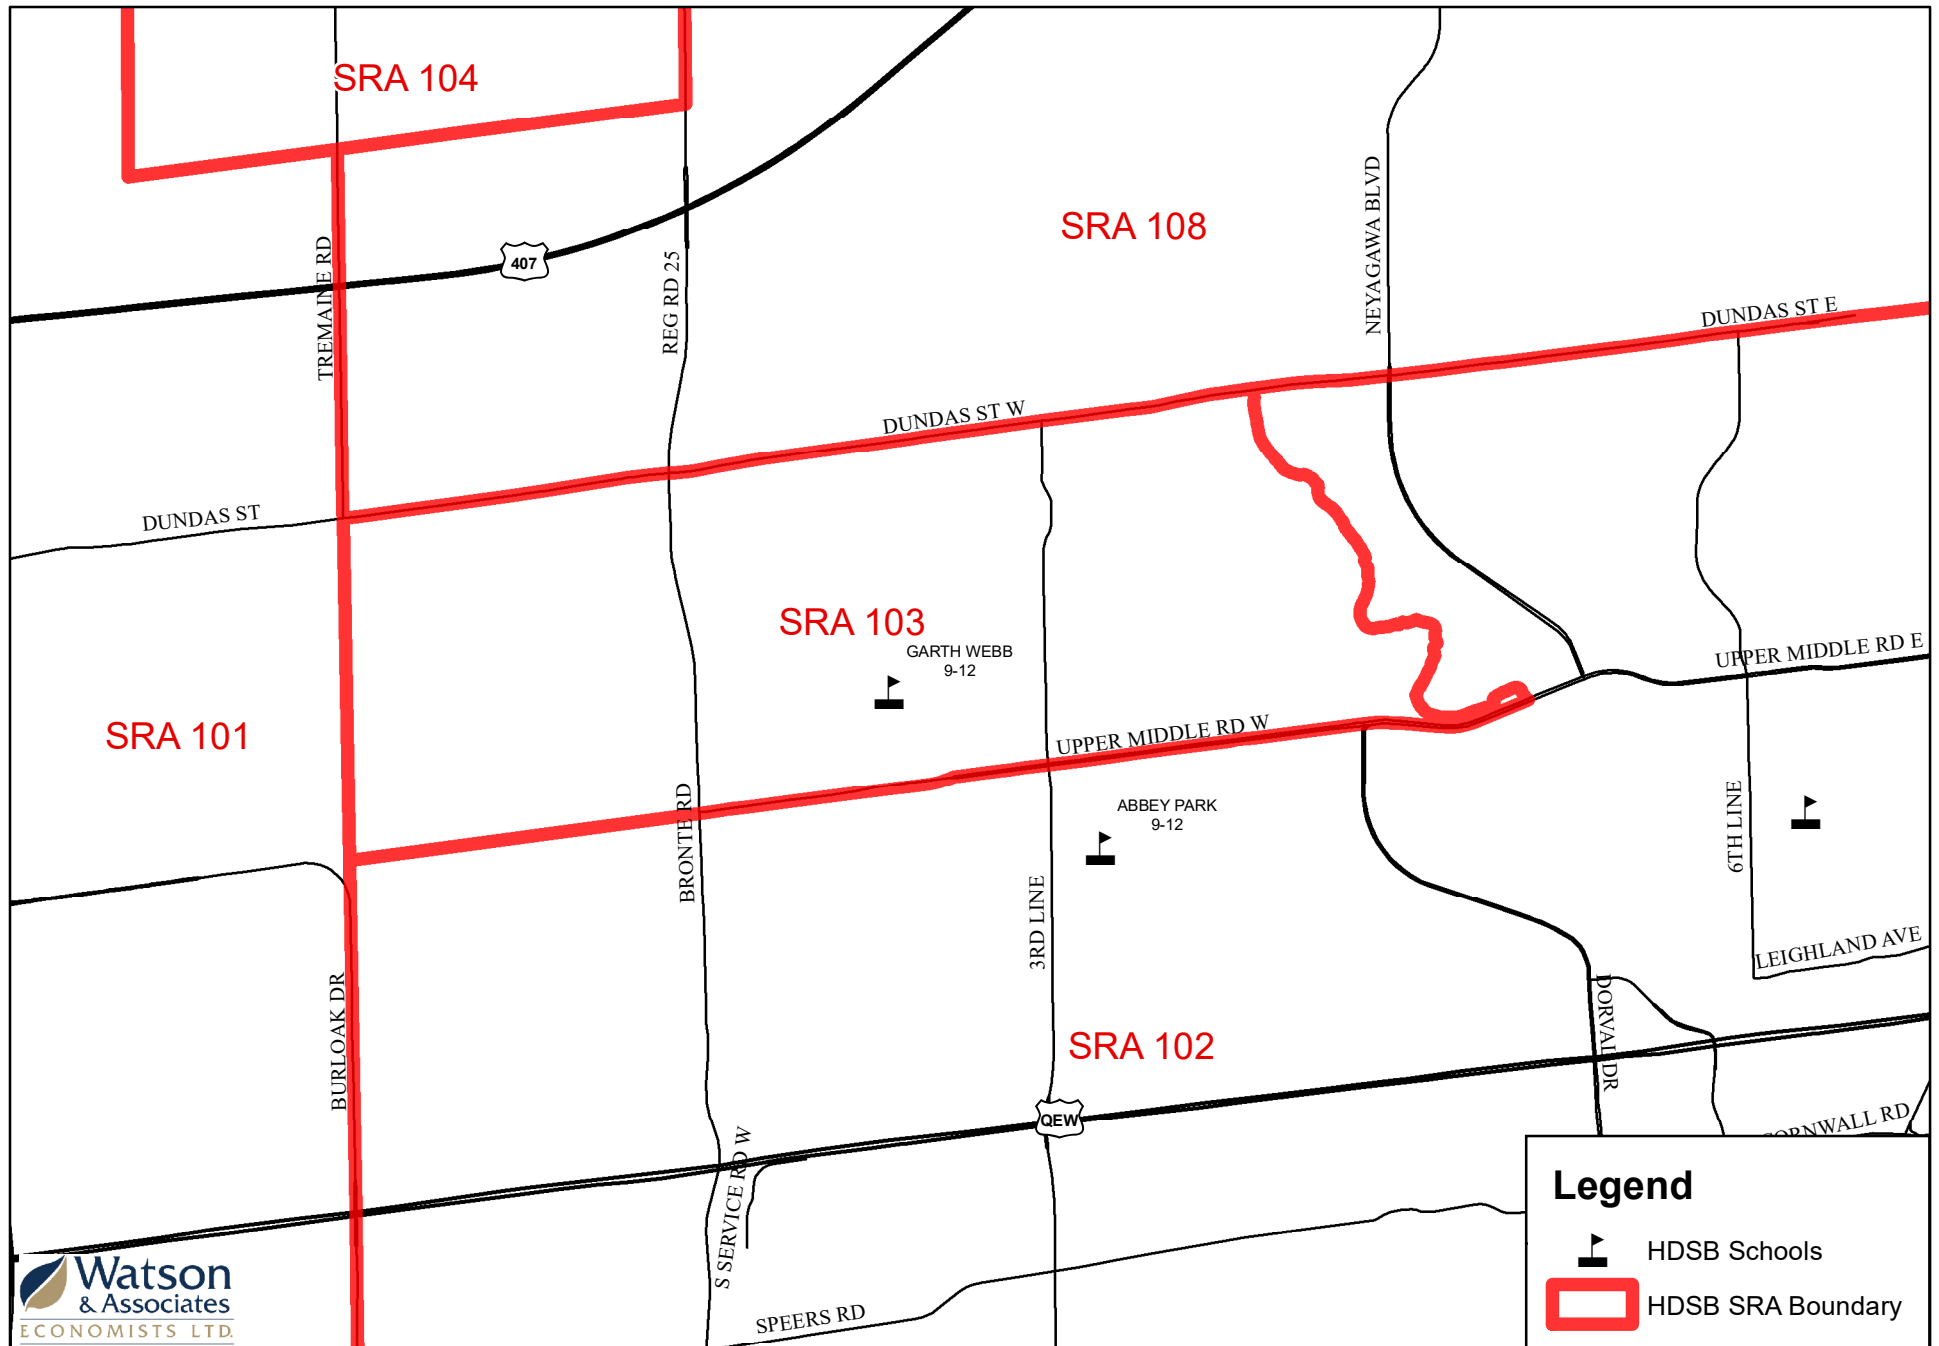 SRA 104
SRA 108
407
TREMAINE RD
REG RD 25
NEYAGAWA BLVD
DUNDAS ST E
DUNDAS ST W
DUNDAS ST
SRA 103
GARTH WEBB
9-12
UPPER MIDDLE RD E
SRA 101
UPPER MIDDLE RD W
BRONTE RD
ABBEY PARK
9-12
6TH LINE
3RD LINE
LEIGHLAND AVE
BURLOAK DR
DORVAL DR
SRA 102
QEW
CORNWALL RD
S SERVICE RD W
SPEERS RD
Legend
HDSB Schools
HDSB SRA Boundary
Watson
& Associates
ECONOMISTS LTD.